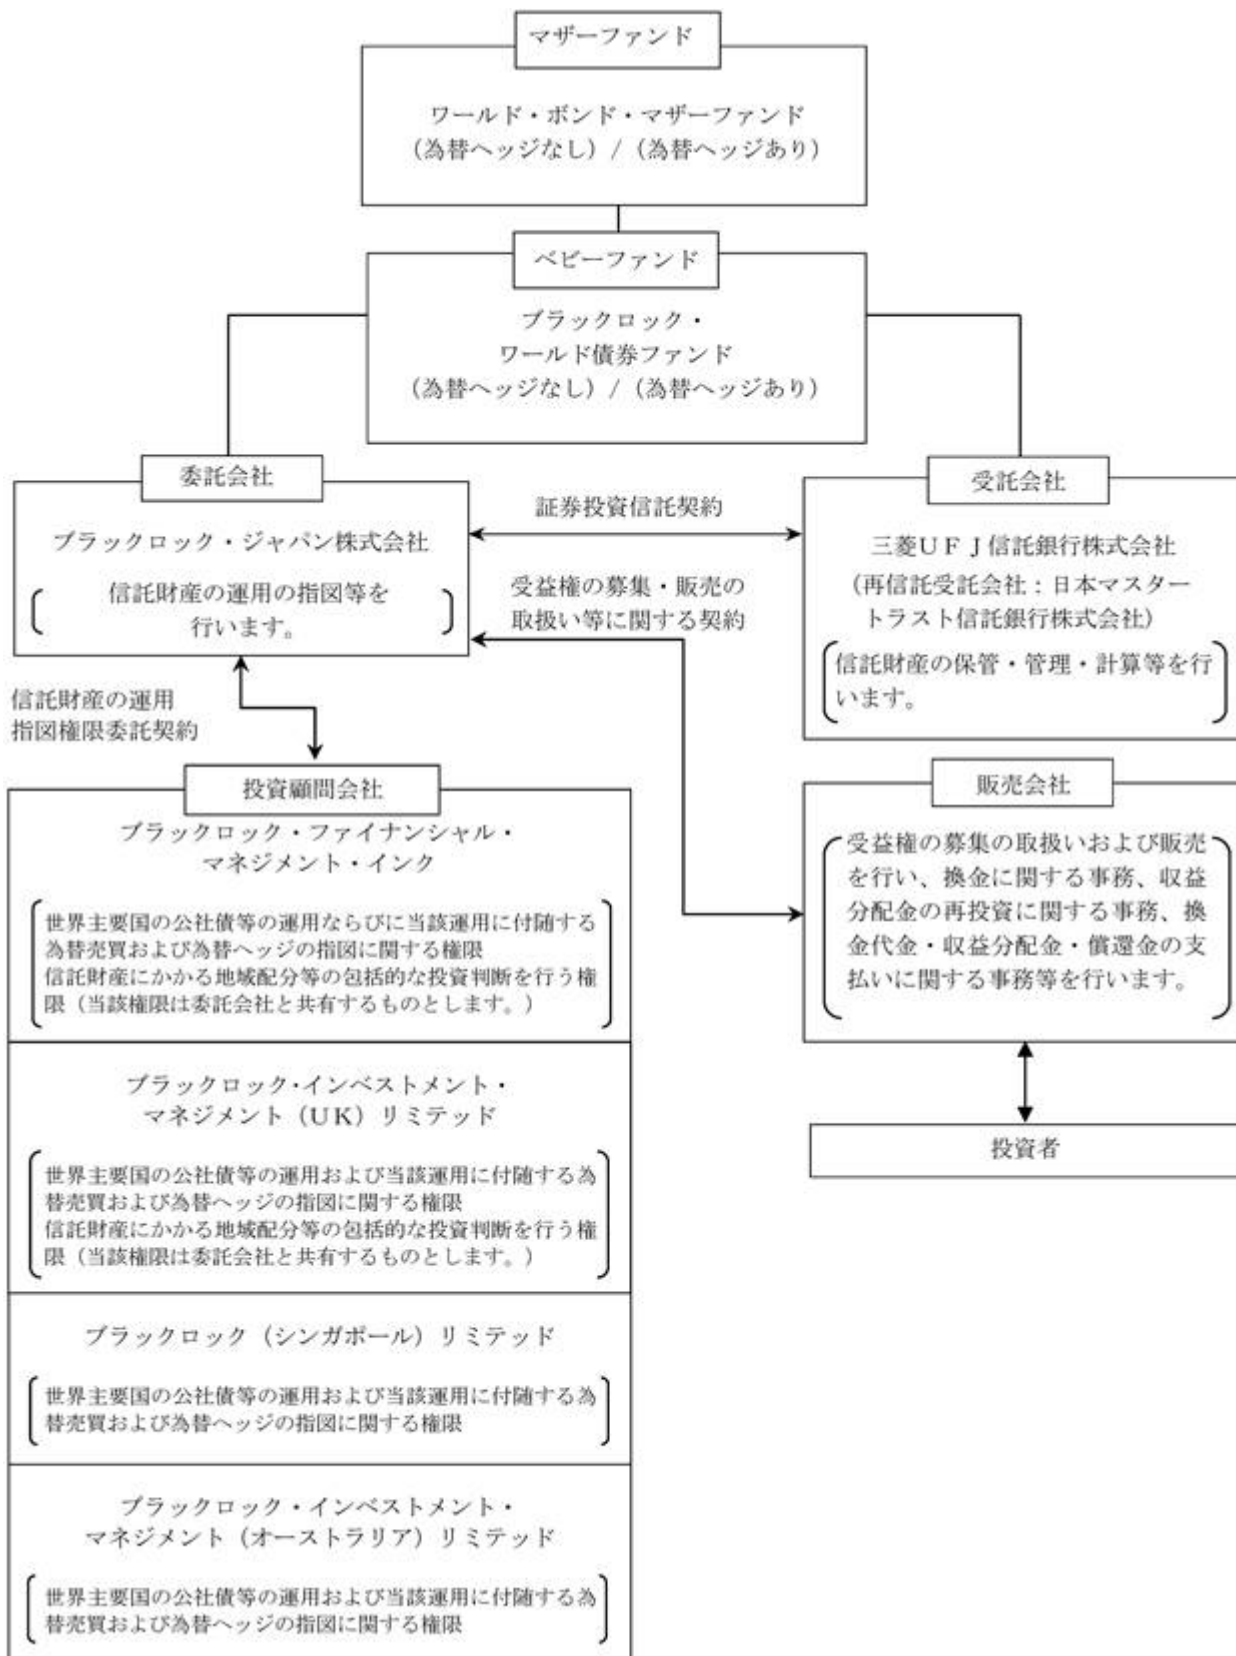 マザーファンド
ワールド・ボンド・マザーファンド
（為替ヘッジなし）/（為替ヘッジあり）
ベビーファンド
ブラックロック・
ワールド債券ファンド
（為替ヘッジなし）/（為替ヘッジあり）
委託会社
ブラックロック・ジャパン株式会社
信託財産の運用の指図等を
行います。
証券投資信託契約
受益権の募集・販売の
取扱い等に関する契約
受託会社
三菱ＵＦＪ信託銀行株式会社
（再信託受託会社：日本マスター
トラスト信託銀行株式会社）
信託財産の保管・管理・計算等を行
います。
信託財産の運用
指図権限委託契約
投資顧問会社
ブラックロック・ファイナンシャル・
マネジメント・インク
世界主要国の公社債等の運用ならびに当該運用に付随する
為替売買および為替ヘッジの指図に関する権限
信託財産にかかる地域配分等の包括的な投資判断を行う権
限（当該権限は委託会社と共有するものとします。）
ブラックロック・インベストメント・
マネジメント（ＵＫ）リミテッド
世界主要国の公社債等の運用および当該運用に付随する為
替売買および為替ヘッジの指図に関する権限
信託財産にかかる地域配分等の包括的な投資判断を行う権
限（当該権限は委託会社と共有するものとします。）
ブラックロック（シンガポール）リミテッド
世界主要国の公社債等の運用および当該運用に付随する為
替売買および為替ヘッジの指図に関する権限
ブラックロック・インベストメント・
マネジメント（オーストラリア）リミテッド
世界主要国の公社債等の運用および当該運用に付随する為
替売買および為替ヘッジの指図に関する権限
販売会社
受益権の募集の取扱いおよび販売
を行い、換金に関する事務、収益
分配金の再投資に関する事務、換
金代金・収益分配金・償還金の支
払いに関する事務等を行います。
投資者